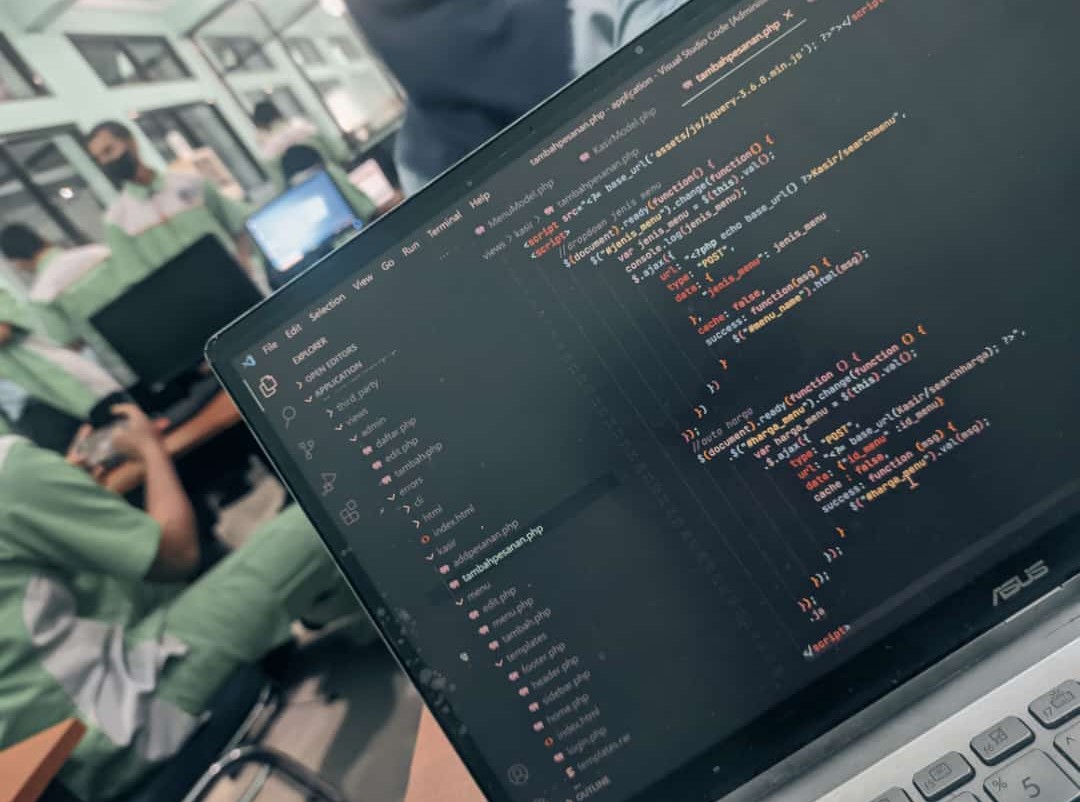 tambahpesanan.php - application - Visual Studio Code (Admini
File Edit Selection View Go Run Terminal Help
MenuModel.php
tambahpesanan.php
KasirModel.php
tambahpesanan.php
views > kasir >
EXPLORER
OPEN EDITORS
APPLICATION
third_party
views
admin
daftar.php
edit.php
tambah.php
errors
cli
html
index.html
kasir
addpesanan.php
tambahpesanan.php
menu
edit.php
menu.php
tambah.php
templates
footer.php
header.php
sidebar.php
home.php
index.html
login.php
templates.rar
OUTLINE
<script src="<?= base_url('assets/js/jquery-3.6.0.min.js'); ?>"></script
<script>
//dropdown jenis menu
$(document).ready(function() {
$("#jenis_menu").change(function() {
var jenis_menu = $(this).val();
console.log(jenis_menu);
$.ajax({
url: "<?php echo base_url() ?>Kasir/searchmenu",
type: "POST",
data: {
"jenis_menu": jenis_menu
},
cache: false,
success: function(msg) {
$("#menu_name").html(msg);
}
})
})
});
//auto harga
$(document).ready(function () {
$("#harga_menu").change(function () {
var harga_menu = $(this).val();
$.ajax({
type: "POST",
url: "<?= base_url(Kasir/searchharga); ?>",
data: {"id_menu" :id_menu}
cache : false,
success: function (msg) {
$("#harga_menu").val(msg);
}
});
});
});
.js
</script>
ASUS
% 5
^